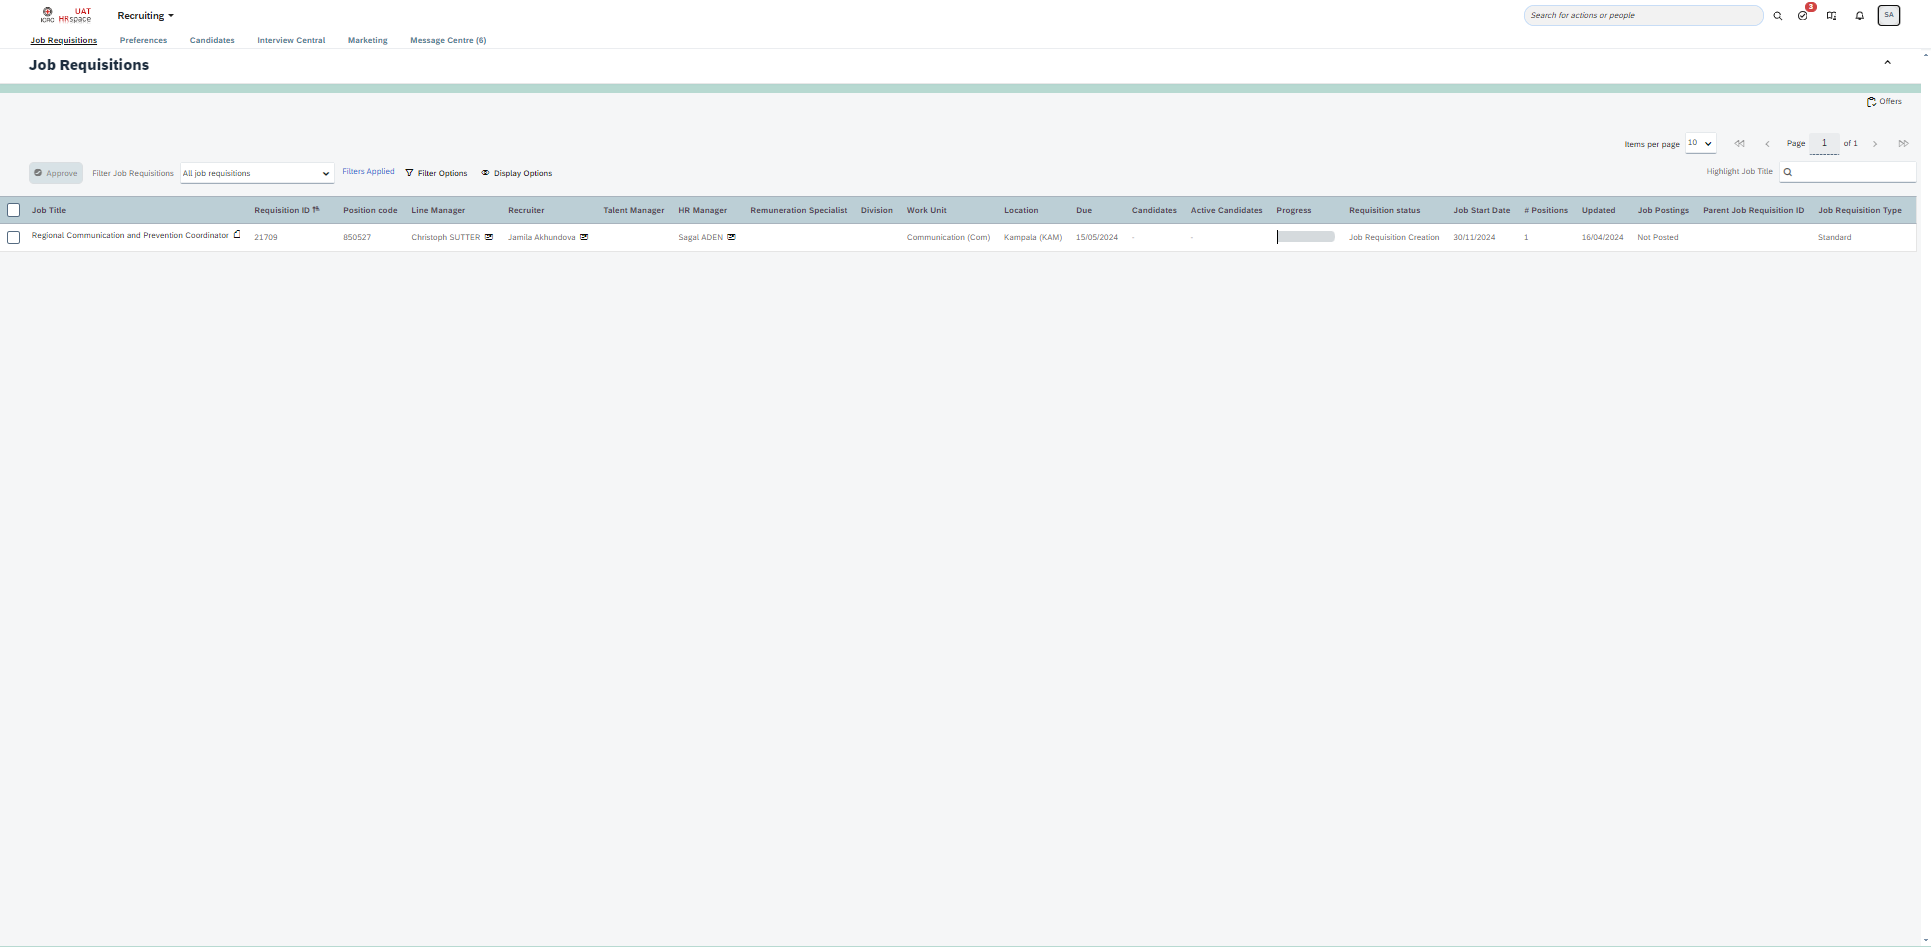 UAT
ICRC HRspace
Recruiting
Search for actions or people
3
SA
Job Requisitions Preferences Candidates Interview Central Marketing Message Centre (6)
Job Requisitions
Offers
Items per page 10 Page 1 of 1
Approve Filter Job Requisitions All job requisitions Filters Applied Filter Options Display Options Highlight Job Title
Job Title Requisition ID Position code Line Manager Recruiter Talent Manager HR Manager Remuneration Specialist Division Work Unit Location Due Candidates Active Candidates Progress Requisition status Job Start Date # Positions Updated Job Postings Parent Job Requisition ID Job Requisition Type
Regional Communication and Prevention Coordinator 21709 850527 Christoph SUTTER Jamila Akhundova Sagal ADEN Communication (Com) Kampala (KAM) 15/05/2024 - - Job Requisition Creation 30/11/2024 1 16/04/2024 Not Posted Standard